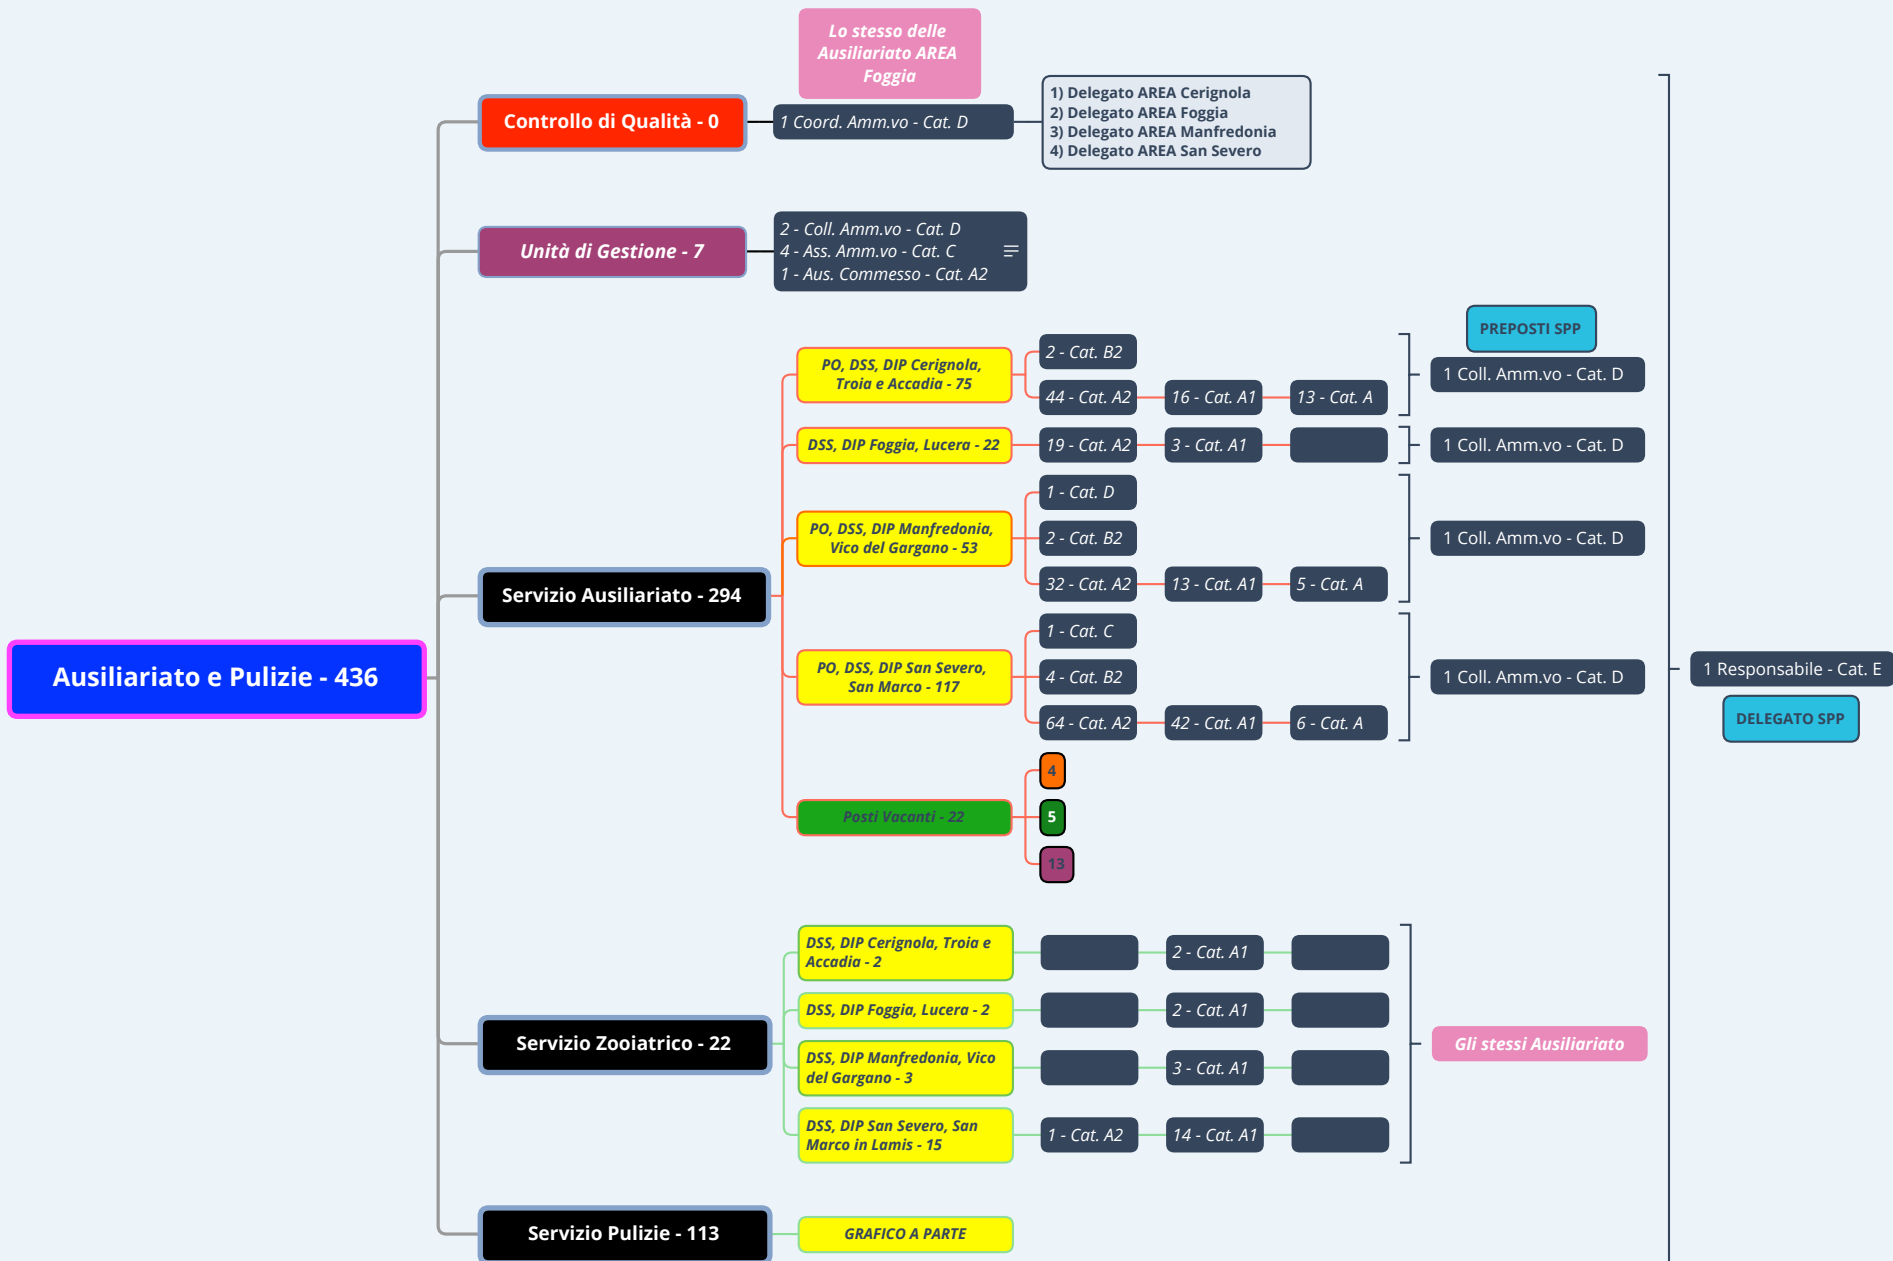 Lo stesso delle
Ausiliariato AREA
Foggia
Controllo di Qualità - 0
1 Coord. Amm.vo - Cat. D
1) Delegato AREA Cerignola
2) Delegato AREA Foggia
3) Delegato AREA Manfredonia
4) Delegato AREA San Severo
Unità di Gestione - 7
2 - Coll. Amm.vo - Cat. D
4 - Ass. Amm.vo - Cat. C
1 - Aus. Commesso - Cat. A2
Ausiliariato e Pulizie - 436
Servizio Ausiliariato - 294
PO, DSS, DIP Cerignola,
Troia e Accadia - 75
2 - Cat. B2
44 - Cat. A2
16 - Cat. A1
13 - Cat. A
PREPOSTI SPP
1 Coll. Amm.vo - Cat. D
DSS, DIP Foggia, Lucera - 22
19 - Cat. A2
3 - Cat. A1
1 Coll. Amm.vo - Cat. D
PO, DSS, DIP Manfredonia,
Vico del Gargano - 53
1 - Cat. D
2 - Cat. B2
32 - Cat. A2
13 - Cat. A1
5 - Cat. A
1 Coll. Amm.vo - Cat. D
PO, DSS, DIP San Severo,
San Marco - 117
1 - Cat. C
4 - Cat. B2
64 - Cat. A2
42 - Cat. A1
6 - Cat. A
1 Coll. Amm.vo - Cat. D
1 Responsabile - Cat. E
DELEGATO SPP
Posti Vacanti - 22
4
5
13
Servizio Zooiatrico - 22
DSS, DIP Cerignola, Troia e
Accadia - 2
2 - Cat. A1
DSS, DIP Foggia, Lucera - 2
2 - Cat. A1
DSS, DIP Manfredonia, Vico
del Gargano - 3
3 - Cat. A1
DSS, DIP San Severo, San
Marco in Lamis - 15
1 - Cat. A2
14 - Cat. A1
Gli stessi Ausiliariato
Servizio Pulizie - 113
GRAFICO A PARTE